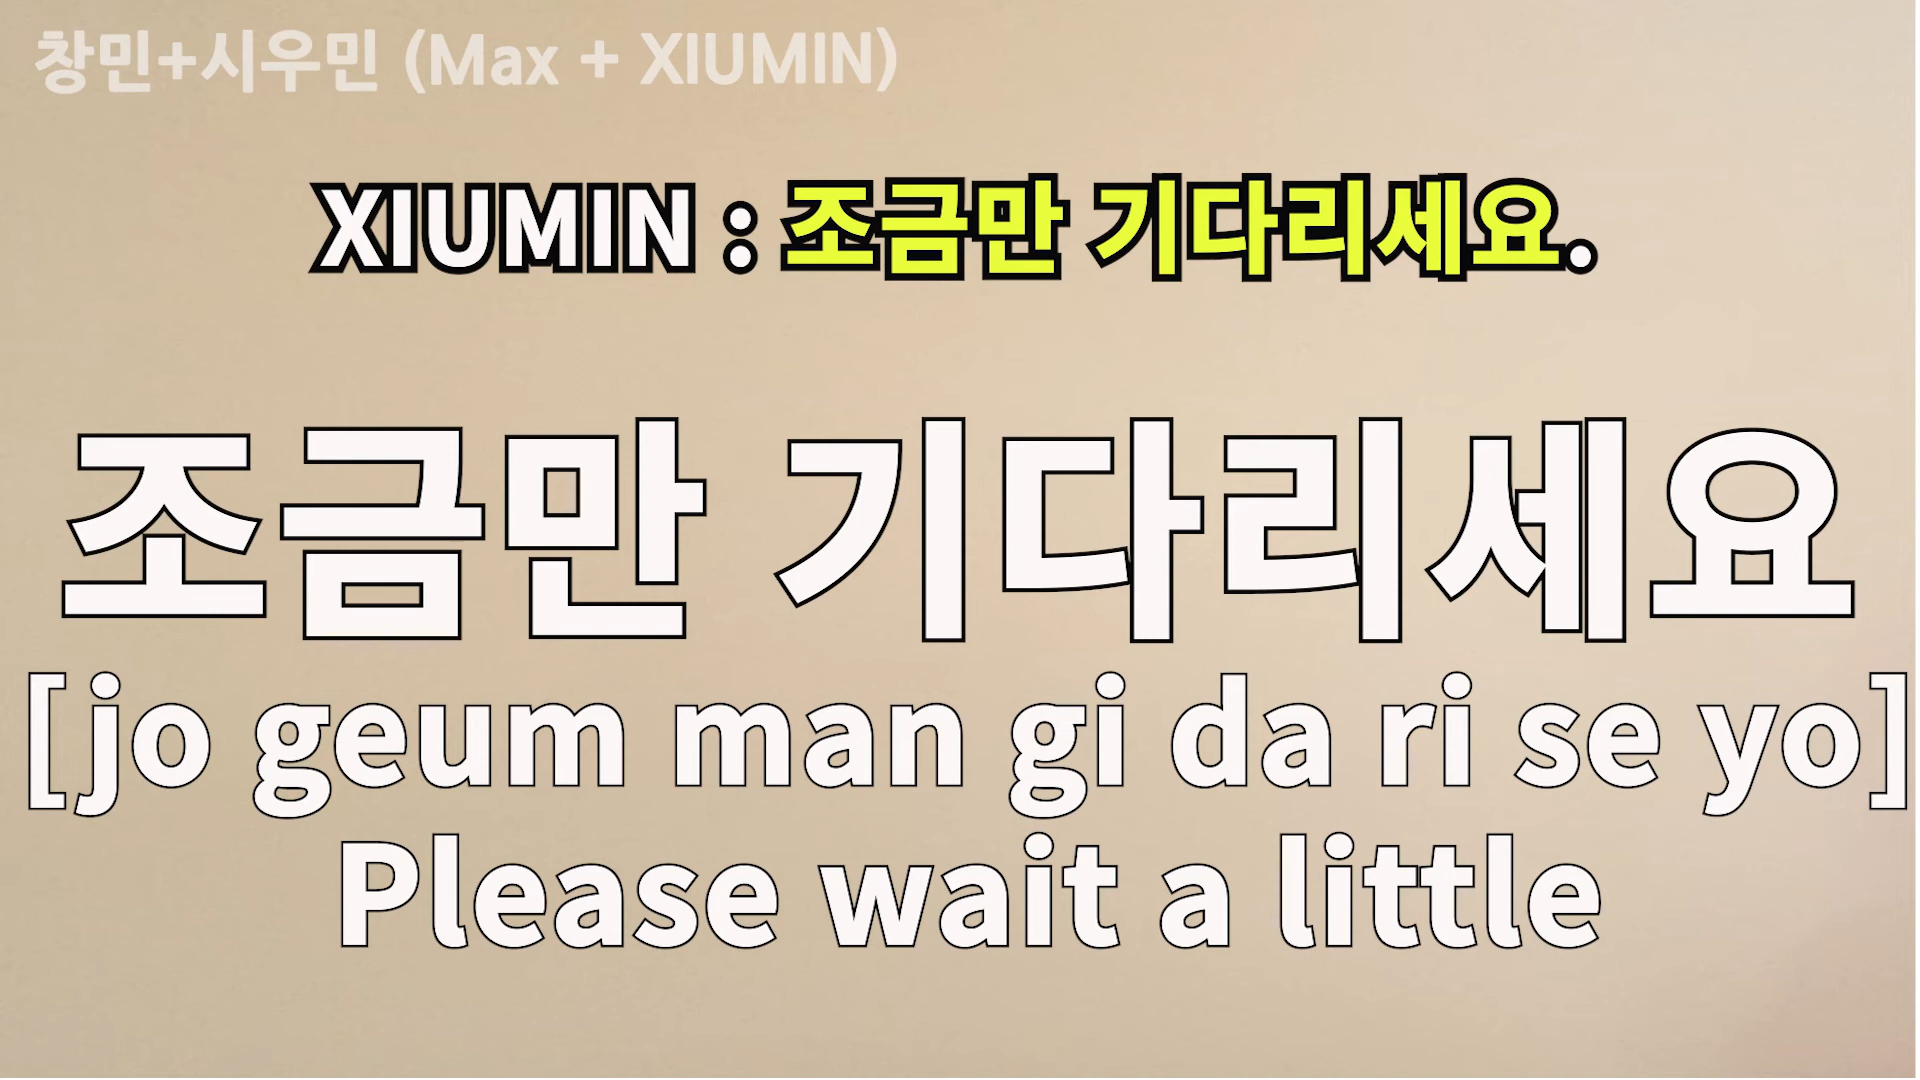 창민+시우민 (Max + XIUMIN)
XIUMIN : 조금만 기다리세요.
조금만 기다리세요
[jo geum man gi da ri se yo]
Please wait a little